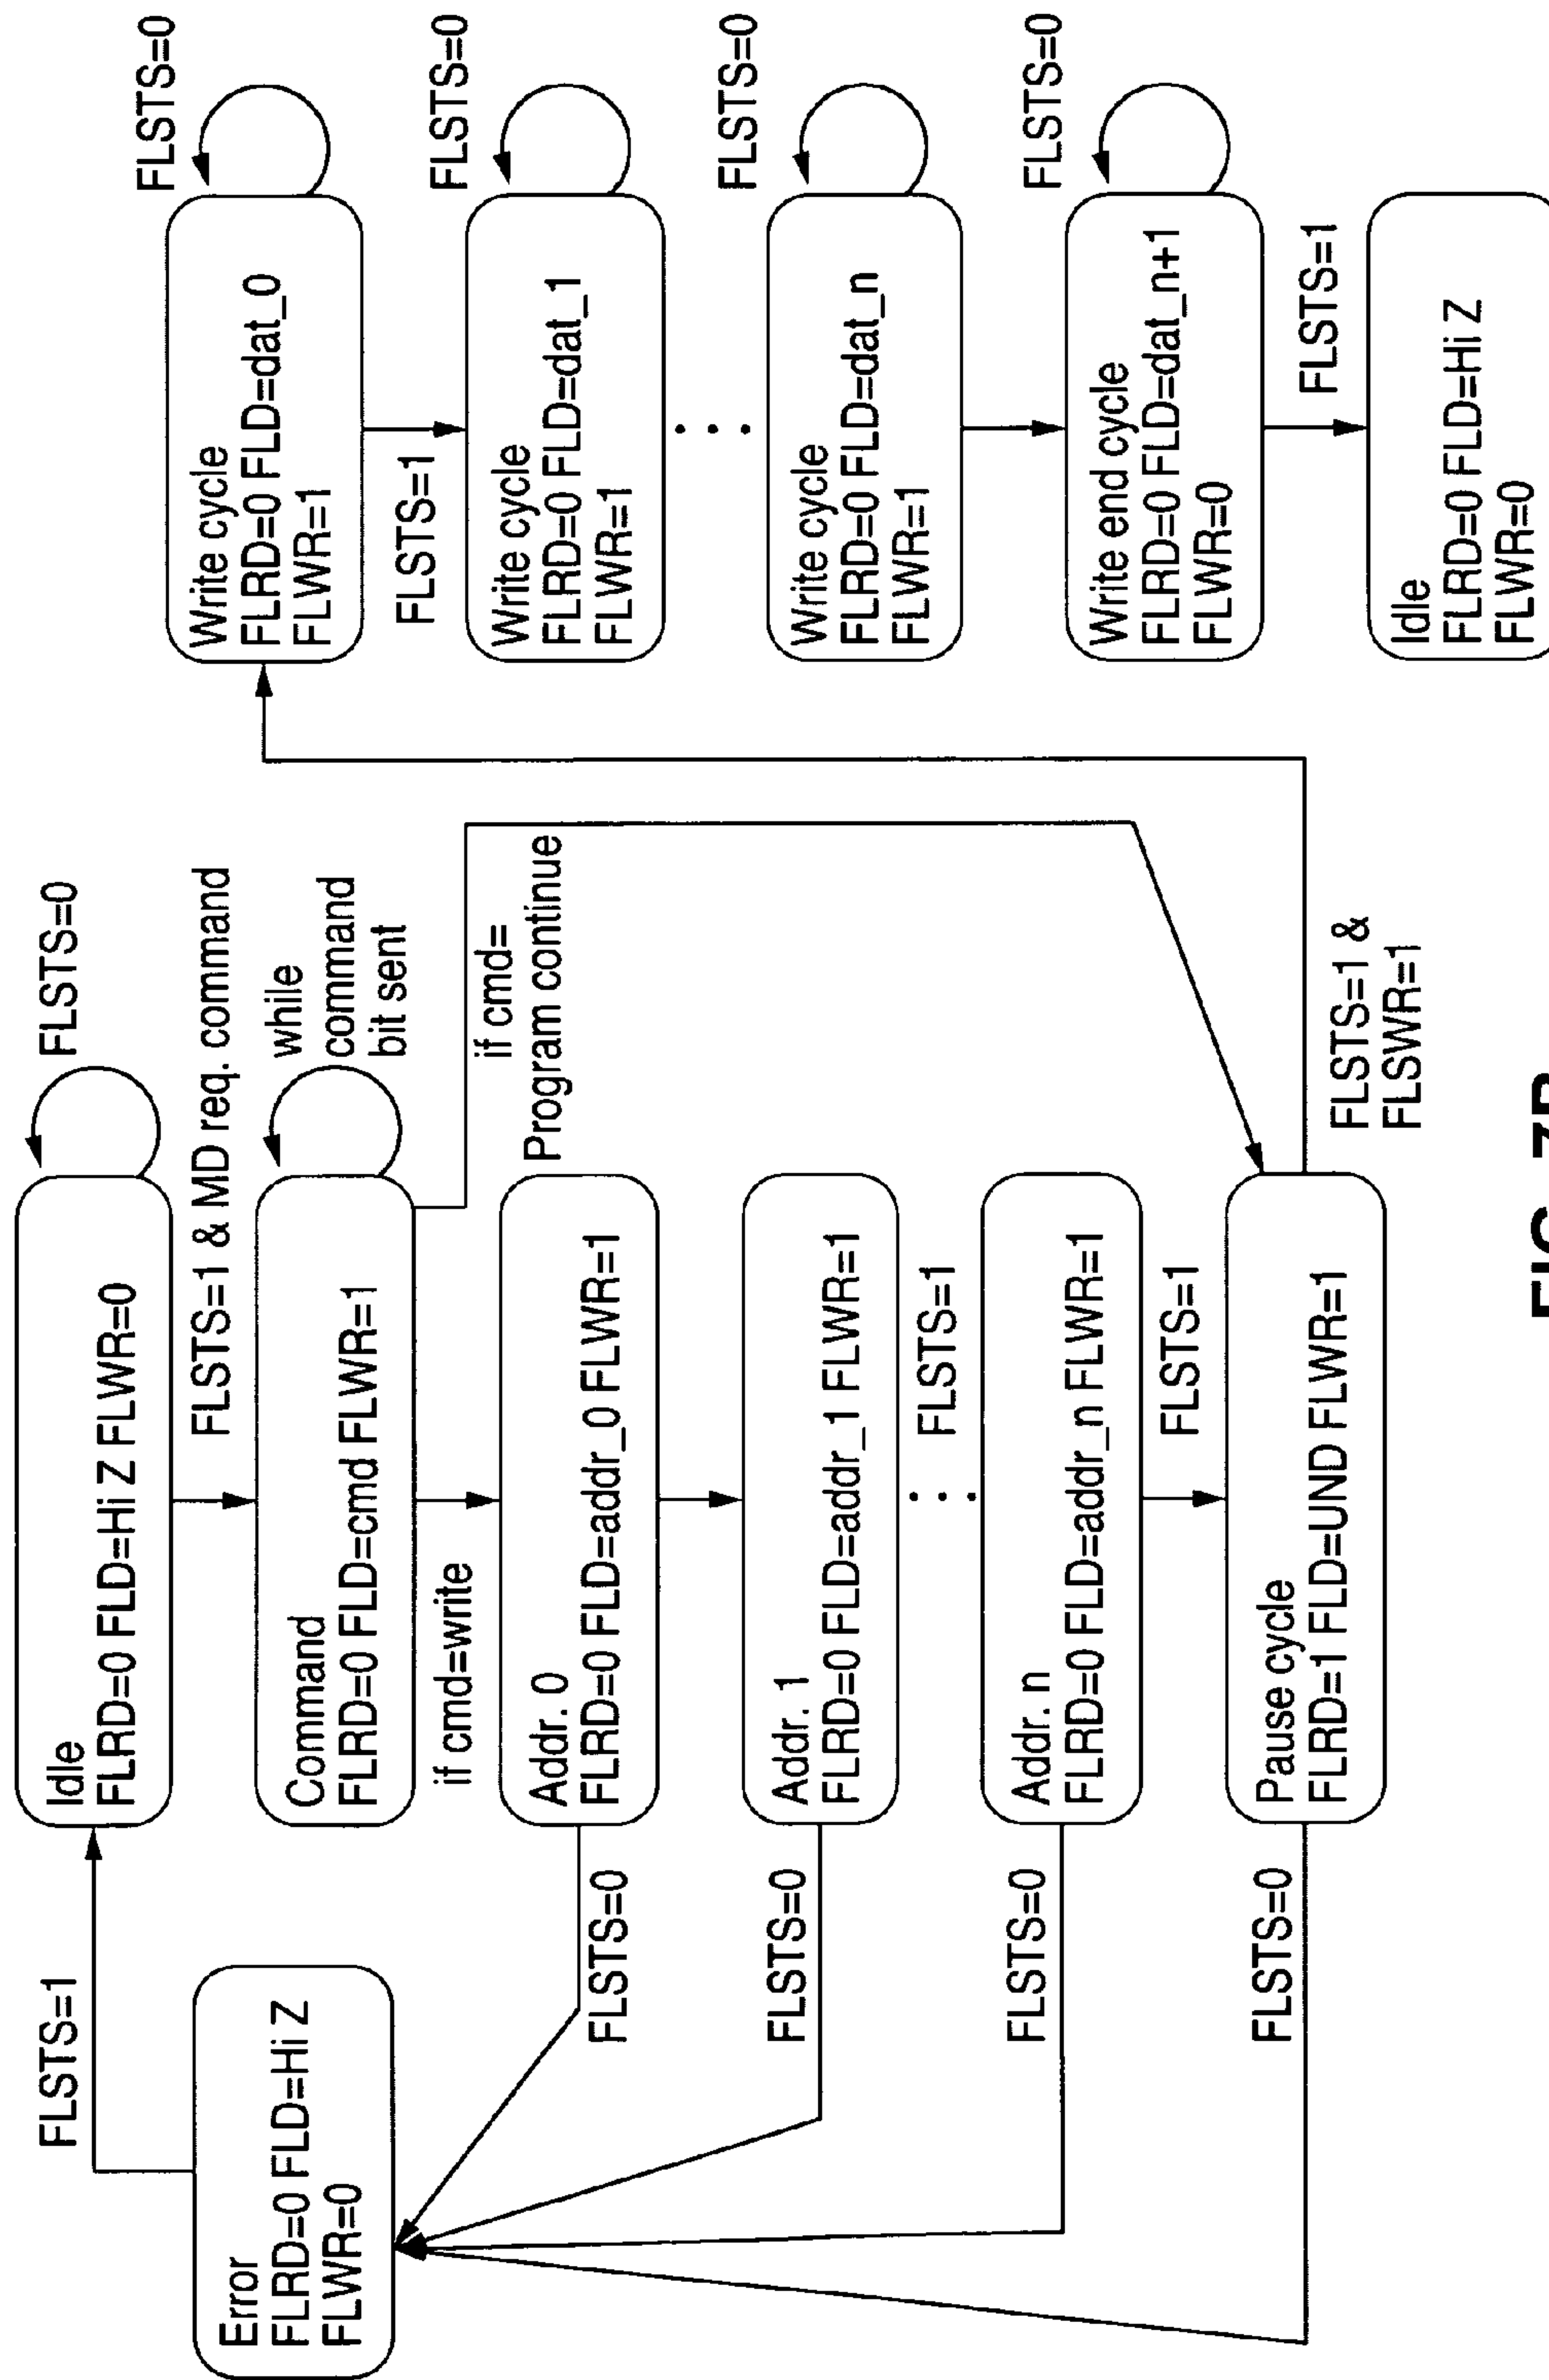 FLSTS=1
Error
FLRD=0 FLD=Hi Z
FLWR=0
Idle
FLRD=0 FLD=Hi Z FLWR=0
FLSTS=0
FLSTS=1 & MD req. command
Command
FLRD=0 FLD=cmd FLWR=1
while
command
bit sent
if cmd=write
if cmd=
Program continue
Addr. 0
FLRD=0 FLD=addr_0 FLWR=1
FLSTS=0
Addr. 1
FLRD=0 FLD=addr_1 FLWR=1
FLSTS=0
. . .
FLSTS=1
Addr. n
FLRD=0 FLD=addr_n FLWR=1
FLSTS=0
FLSTS=1
Pause cycle
FLRD=1 FLD=UND FLWR=1
FLSTS=0
FLSTS=1 &
FLSWR=1
Write cycle
FLRD=0 FLD=dat_0
FLWR=1
FLSTS=0
FLSTS=1
Write cycle
FLRD=0 FLD=dat_1
FLWR=1
FLSTS=0
. . .
Write cycle
FLRD=0 FLD=dat_n
FLWR=1
FLSTS=0
Write end cycle
FLRD=0 FLD=dat_n+1
FLWR=0
FLSTS=0
FLSTS=1
Idle
FLRD=0 FLD=Hi Z
FLWR=0